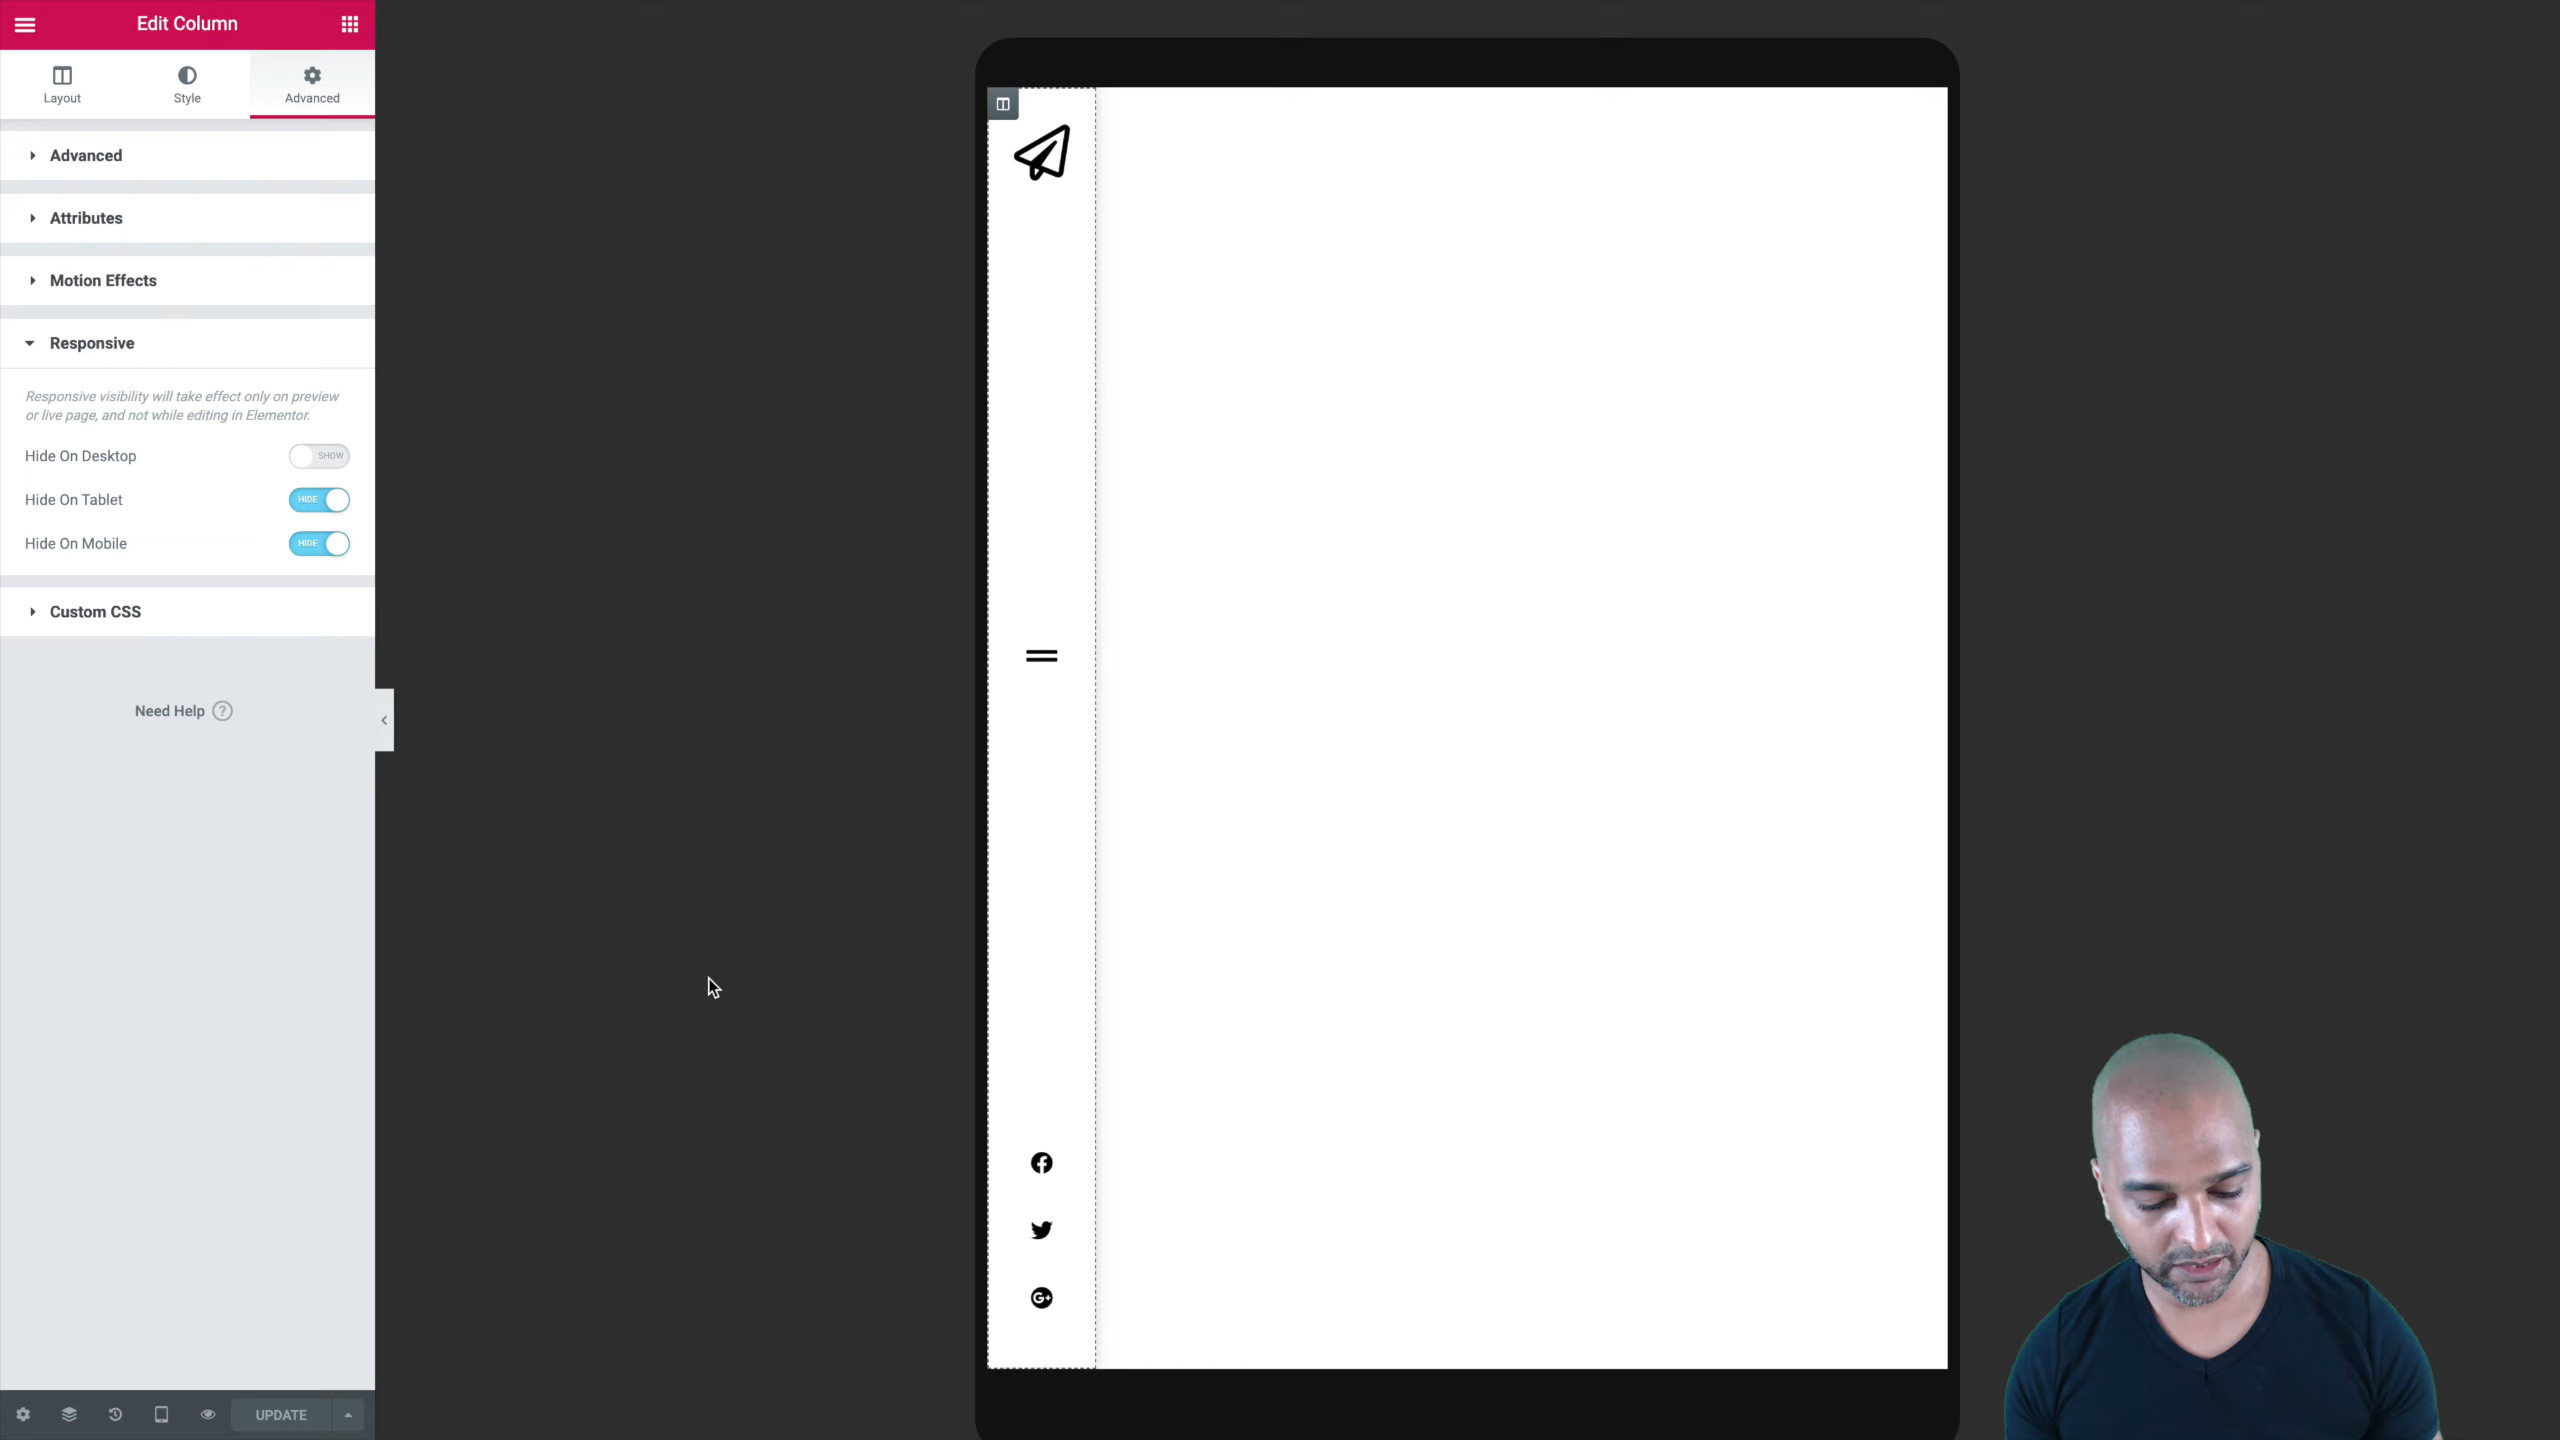 Edit Column
Layout
Style
Advanced
Advanced
Attributes
Motion Effects
Responsive
Responsive visibility will take effect only on preview
or live page, and not while editing in Elementor.
Hide On Desktop
SHOW
Hide On Tablet
HIDE
Hide On Mobile
HIDE
Custom CSS
Need Help ?
UPDATE
G+